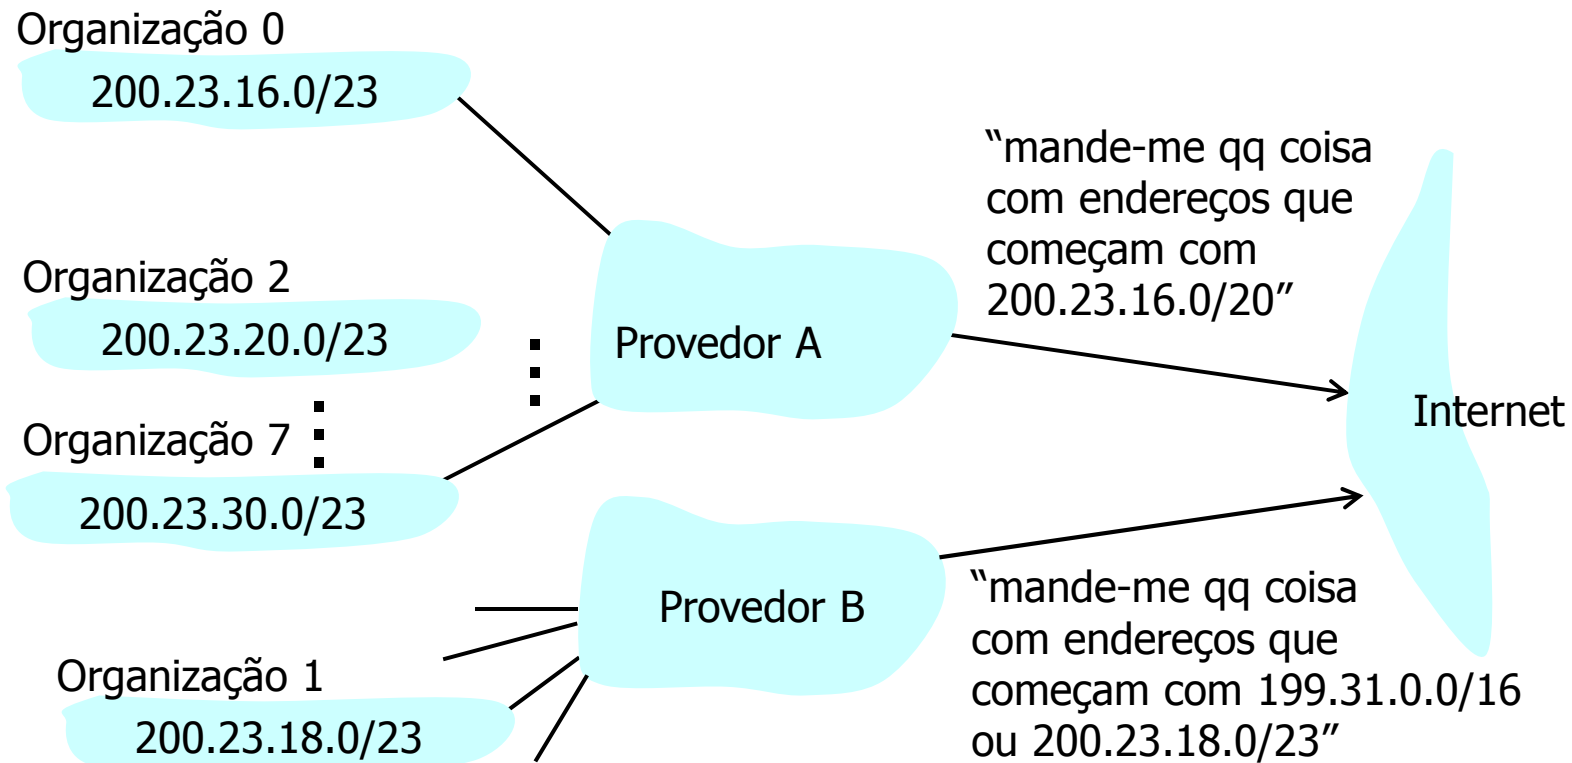 Organização 0
200.23.16.0/23
Organização 2
200.23.20.0/23
Organização 7
200.23.30.0/23
Organização 1
200.23.18.0/23
Provedor A
Provedor B
“mande-me qq coisa
com endereços que
começam com
200.23.16.0/20”
Internet
“mande-me qq coisa
com endereços que
começam com 199.31.0.0/16
ou 200.23.18.0/23”